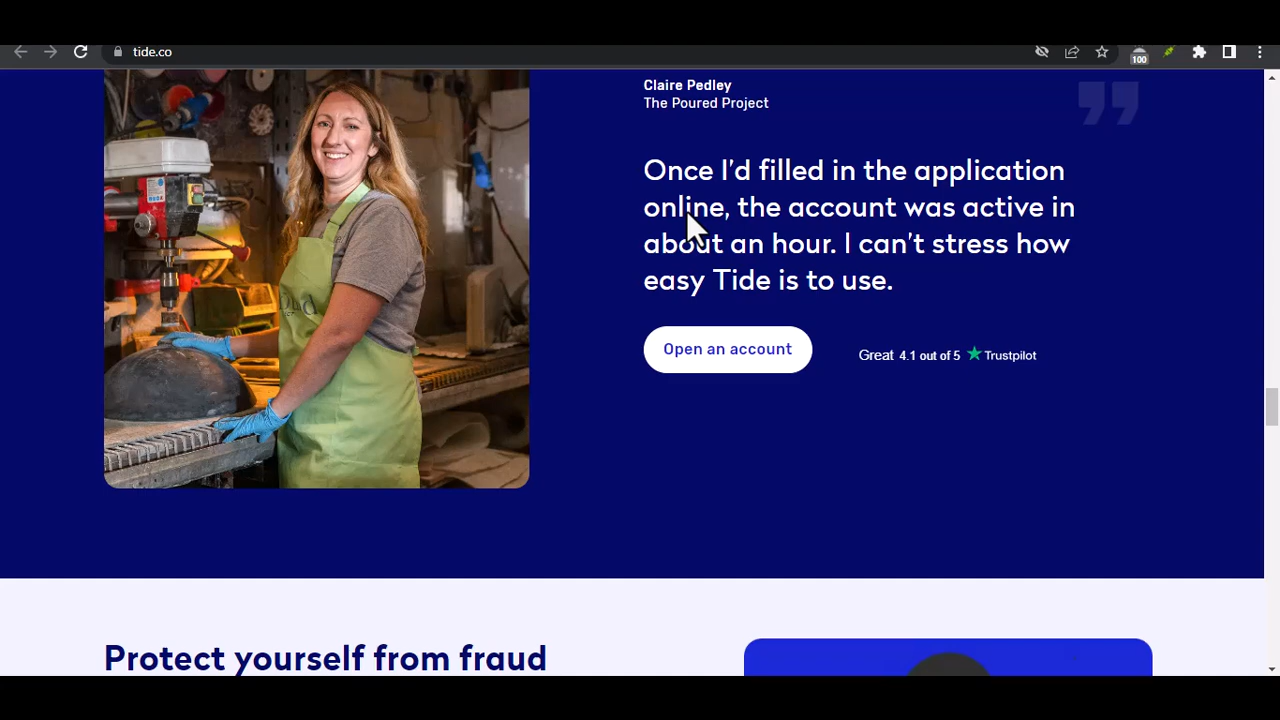 tide.co
100
Claire Pedley
The Poured Project
Once I'd filled in the application
online, the account was active in
about an hour. I can't stress how
easy Tide is to use.
Open an account
Great 4.1 out of 5 Trustpilot
Protect yourself from fraud